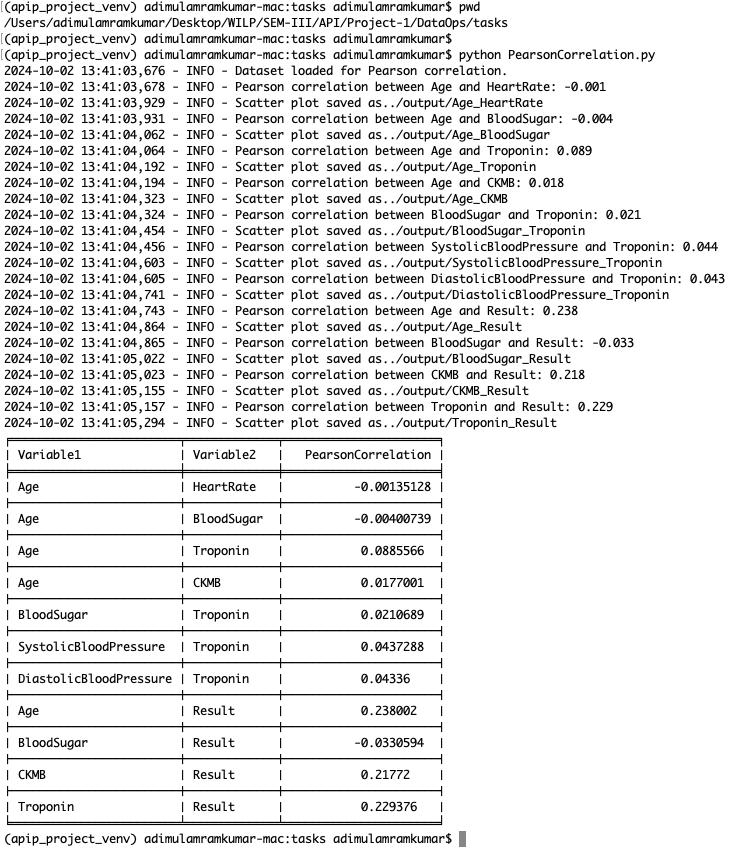 (apip_project_venv) adimulamramkumar-mac:tasks adimulamramkumar$ pwd
/Users/adimulamramkumar/Desktop/WILP/SEM-III/API/Project-1/DataOps/tasks
(apip_project_venv) adimulamramkumar-mac:tasks adimulamramkumar$
(apip_project_venv) adimulamramkumar-mac:tasks adimulamramkumar$ python PearsonCorrelation.py
2024-10-02 13:41:03,676 - INFO - Dataset loaded for Pearson correlation.
2024-10-02 13:41:03,678 - INFO - Pearson correlation between Age and HeartRate: -0.001
2024-10-02 13:41:03,929 - INFO - Scatter plot saved as../output/Age_HeartRate
2024-10-02 13:41:03,931 - INFO - Pearson correlation between Age and BloodSugar: -0.004
2024-10-02 13:41:04,062 - INFO - Scatter plot saved as../output/Age_BloodSugar
2024-10-02 13:41:04,064 - INFO - Pearson correlation between Age and Troponin: 0.089
2024-10-02 13:41:04,192 - INFO - Scatter plot saved as../output/Age_Troponin
2024-10-02 13:41:04,194 - INFO - Pearson correlation between Age and CKMB: 0.018
2024-10-02 13:41:04,323 - INFO - Scatter plot saved as../output/Age_CKMB
2024-10-02 13:41:04,324 - INFO - Pearson correlation between BloodSugar and Troponin: 0.021
2024-10-02 13:41:04,454 - INFO - Scatter plot saved as../output/BloodSugar_Troponin
2024-10-02 13:41:04,456 - INFO - Pearson correlation between SystolicBloodPressure and Troponin: 0.044
2024-10-02 13:41:04,603 - INFO - Scatter plot saved as../output/SystolicBloodPressure_Troponin
2024-10-02 13:41:04,605 - INFO - Pearson correlation between DiastolicBloodPressure and Troponin: 0.043
2024-10-02 13:41:04,741 - INFO - Scatter plot saved as../output/DiastolicBloodPressure_Troponin
2024-10-02 13:41:04,743 - INFO - Pearson correlation between Age and Result: 0.238
2024-10-02 13:41:04,864 - INFO - Scatter plot saved as../output/Age_Result
2024-10-02 13:41:04,865 - INFO - Pearson correlation between BloodSugar and Result: -0.033
2024-10-02 13:41:05,022 - INFO - Scatter plot saved as../output/BloodSugar_Result
2024-10-02 13:41:05,023 - INFO - Pearson correlation between CKMB and Result: 0.218
2024-10-02 13:41:05,155 - INFO - Scatter plot saved as../output/CKMB_Result
2024-10-02 13:41:05,157 - INFO - Pearson correlation between Troponin and Result: 0.229
2024-10-02 13:41:05,294 - INFO - Scatter plot saved as../output/Troponin_Result
Variable1 Variable2 PearsonCorrelation
Age HeartRate -0.00135128
Age BloodSugar -0.00400739
Age Troponin 0.0885566
Age CKMB 0.0177001
BloodSugar Troponin 0.0210689
SystolicBloodPressure Troponin 0.0437288
DiastolicBloodPressure Troponin 0.04336
Age Result 0.238002
BloodSugar Result -0.0330594
CKMB Result 0.21772
Troponin Result 0.229376
(apip_project_venv) adimulamramkumar-mac:tasks adimulamramkumar$